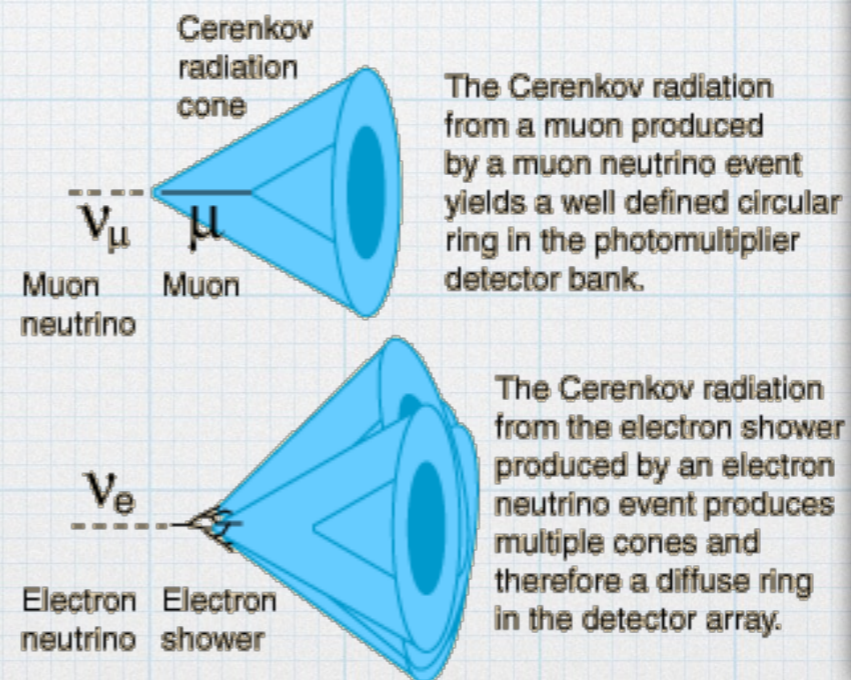 Cerenkov
radiation
cone
The Cerenkov radiation
from a muon produced
by a muon neutrino event
yields a well defined circular
ring in the photomultiplier
detector bank.
νμ
μ
Muon
neutrino
Muon
The Cerenkov radiation
from the electron shower
produced by an electron
neutrino event produces
multiple cones and
therefore a diffuse ring
in the detector array.
νe
Electron
neutrino
Electron
shower